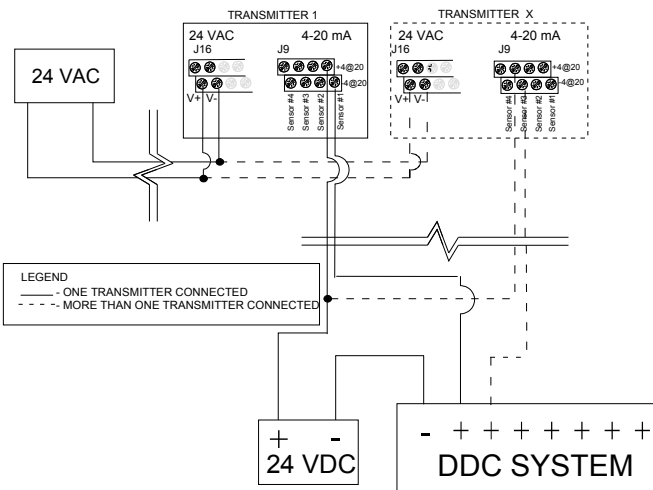 TRANSMITTER 1
24 VAC 4-20 mA
J16 J9
+4@20
-4@20
V+ V-
Sensor #4
Sensor #3
Sensor #2
Sensor #1
TRANSMITTER X
24 VAC 4-20 mA
J16 J9
+4@20
-4@20
V+ V-
Sensor #4
Sensor #3
Sensor #2
Sensor #1
24 VAC
LEGEND
- ONE TRANSMITTER CONNECTED
- MORE THAN ONE TRANSMITTER CONNECTED
+ -
24 VDC
- + + + + + + +
DDC SYSTEM